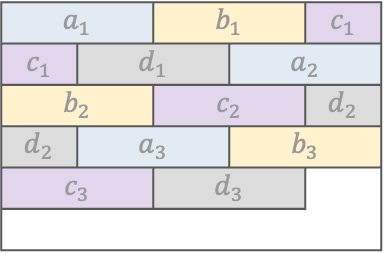 a₁ b₁ c₁
c₁ d₁ a₂
b₂ c₂ d₂
d₂ a₃ b₃
c₃ d₃